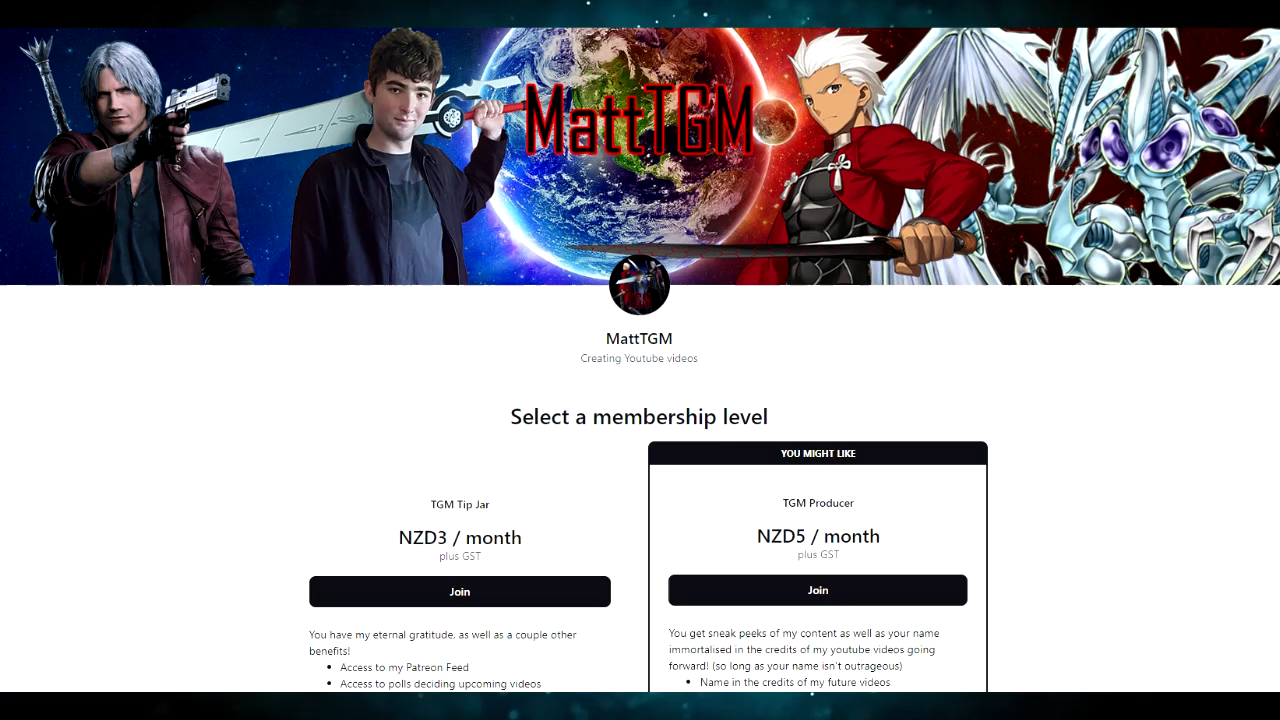 MattTGM
MattTGM
Creating Youtube videos
Select a membership level
YOU MIGHT LIKE
TGM Tip Jar
NZD3 / month
plus GST
Join
You have my eternal gratitude, as well as a couple other
benefits!
• Access to my Patreon Feed
• Access to polls deciding upcoming videos
TGM Producer
NZD5 / month
plus GST
Join
You get sneak peeks of my content as well as your name
immortalised in the credits of my youtube videos going
forward! (so long as your name isn't outrageous)
• Name in the credits of my future videos